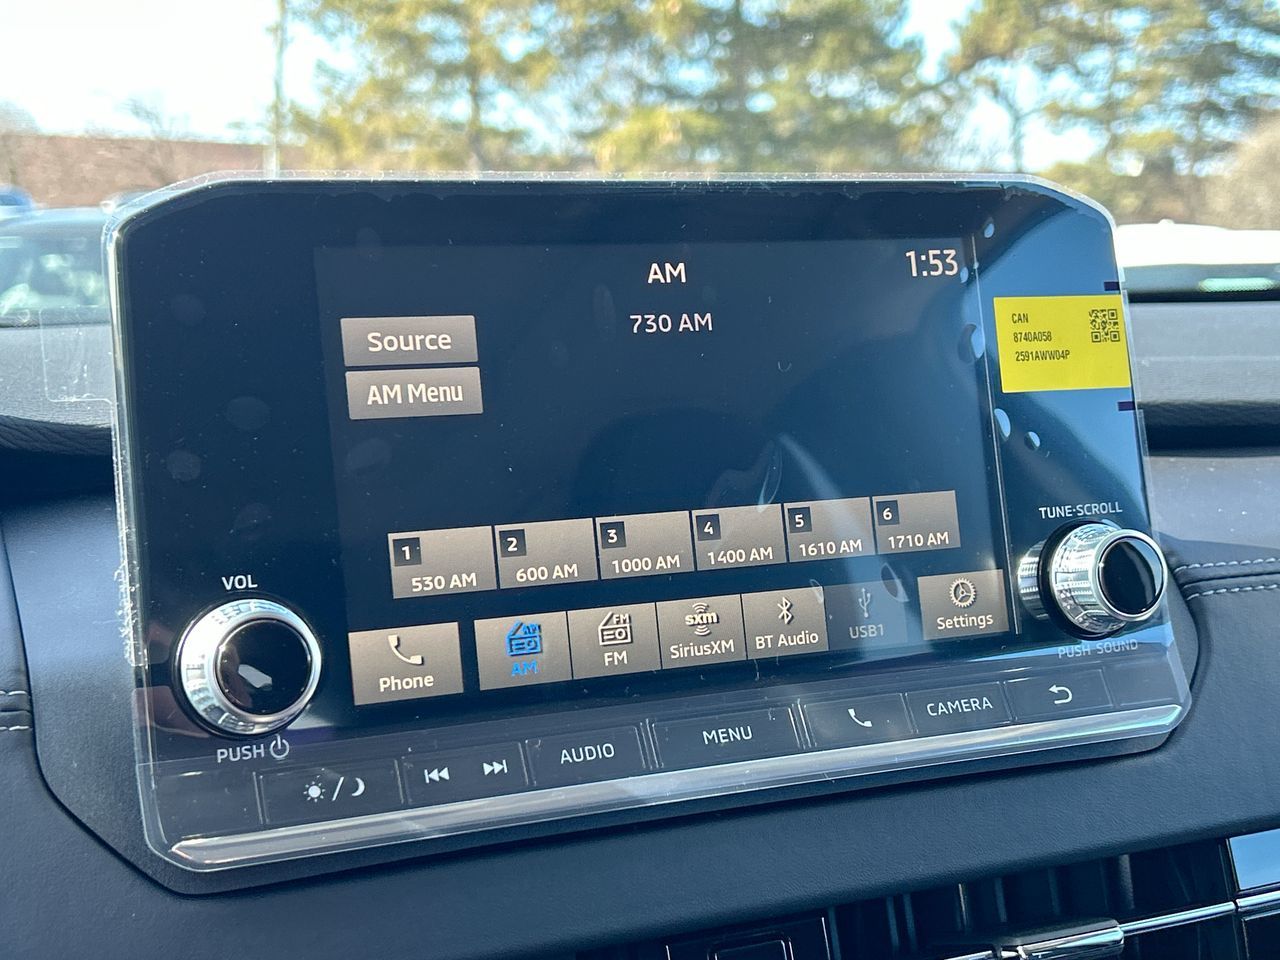 AM
1:53
730 AM
Source
AM Menu
CAN
8740A058
2591AWW04P
1
530 AM
2
600 AM
3
1000 AM
4
1400 AM
5
1610 AM
6
1710 AM
TUNE·SCROLL
VOL
Phone
AM
AM
FM
FM
sxm
SiriusXM
BT Audio
USB1
Settings
PUSH SOUND
PUSH
/
AUDIO
MENU
CAMERA